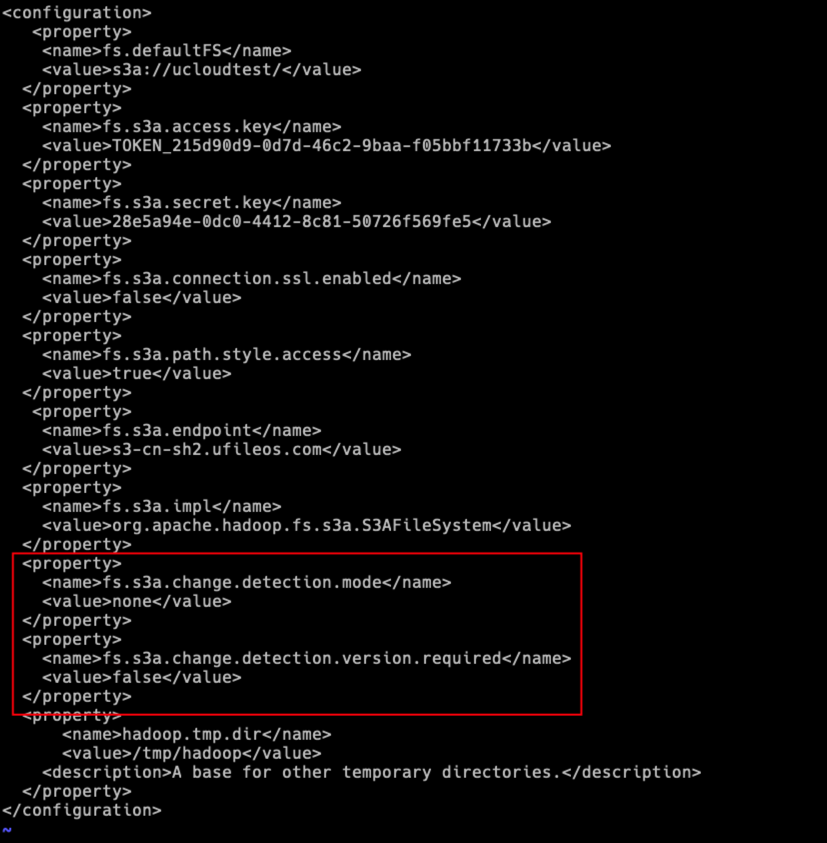 <configuration>
   <property>
    <name>fs.defaultFS</name>
    <value>s3a://ucloudtest/</value>
  </property>
  <property>
    <name>fs.s3a.access.key</name>
    <value>TOKEN_215d90d9-0d7d-46c2-9baa-f05bbf11733b</value>
  </property>
  <property>
    <name>fs.s3a.secret.key</name>
    <value>28e5a94e-0dc0-4412-8c81-50726f569fe5</value>
  </property>
  <property>
    <name>fs.s3a.connection.ssl.enabled</name>
    <value>false</value>
  </property>
  <property>
    <name>fs.s3a.path.style.access</name>
    <value>true</value>
  </property>
   <property>
    <name>fs.s3a.endpoint</name>
    <value>s3-cn-sh2.ufileos.com</value>
  </property>
  <property>
    <name>fs.s3a.impl</name>
    <value>org.apache.hadoop.fs.s3a.S3AFileSystem</value>
  </property>
  <property>
    <name>fs.s3a.change.detection.mode</name>
    <value>none</value>
  </property>
  <property>
    <name>fs.s3a.change.detection.version.required</name>
    <value>false</value>
  </property>
  <property>
      <name>hadoop.tmp.dir</name>
      <value>/tmp/hadoop</value>
    <description>A base for other temporary directories.</description>
  </property>
</configuration>
~